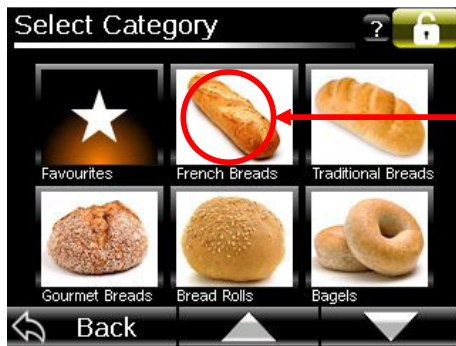 Select Category ?
Favourites French Breads Traditional Breads
Gourmet Breads Bread Rolls Bagels
Back